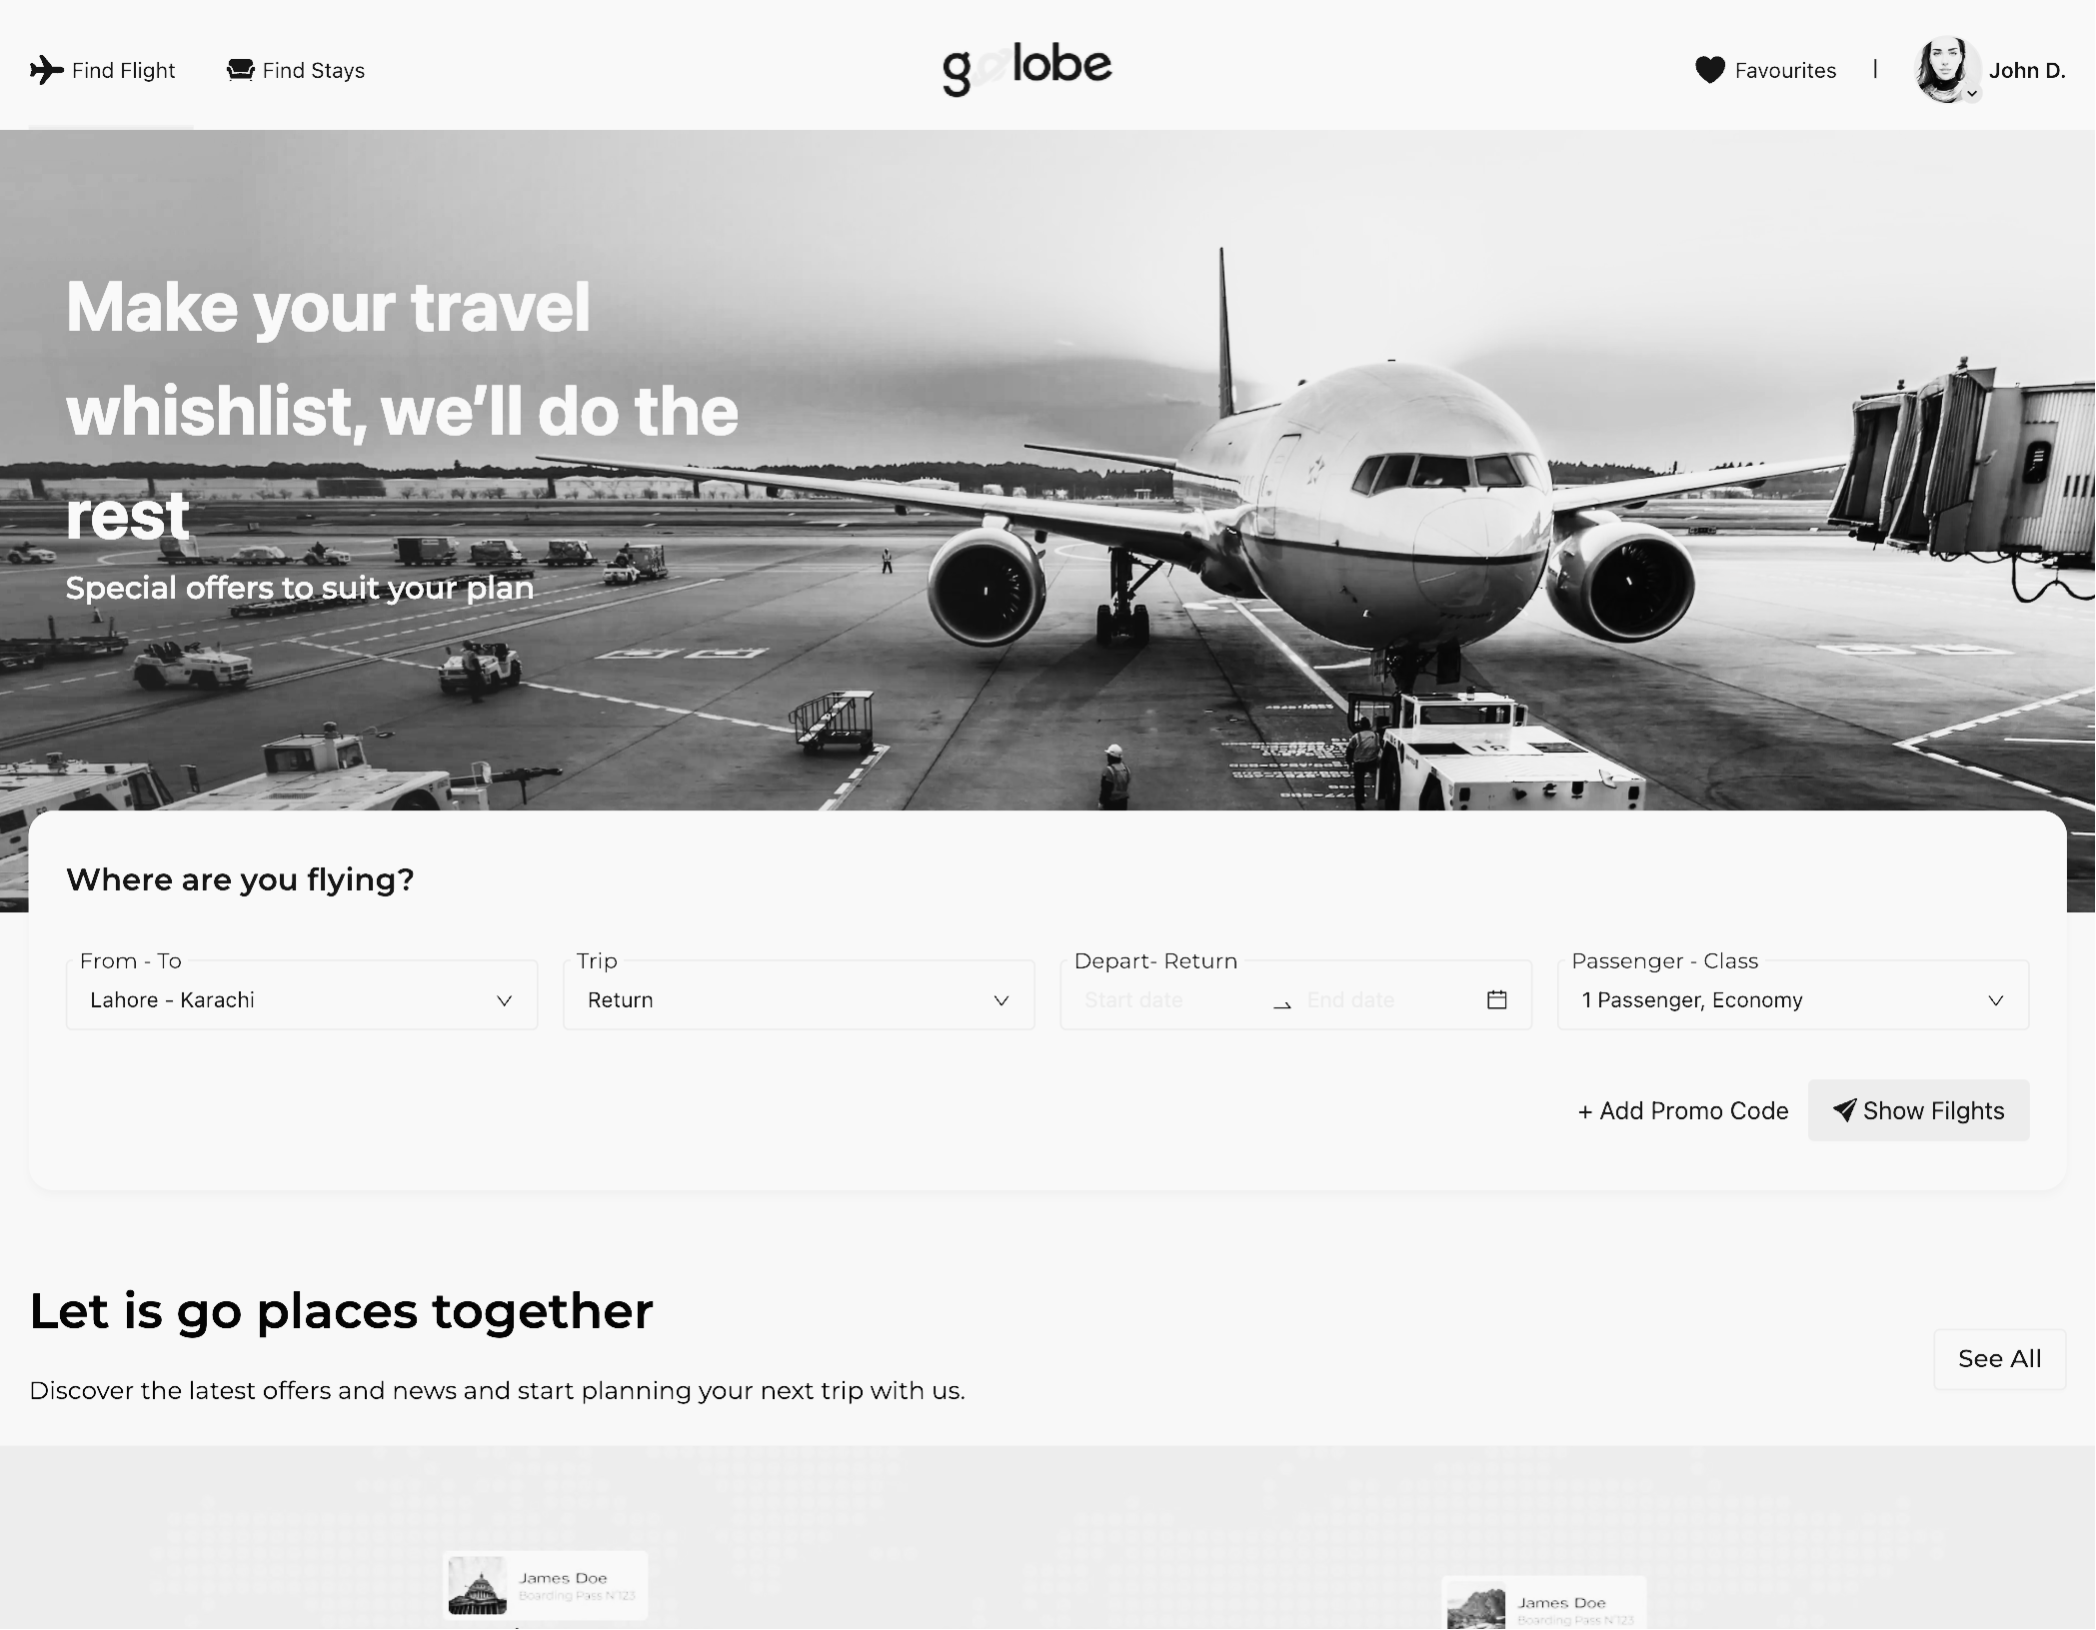 Find Flight
Find Stays
golobe
Favourites
|
John D.
Make your travel
whishlist, we'll do the
rest
Special offers to suit your plan
18
Where are you flying?
From - To
Lahore - Karachi
Trip
Return
Depart- Return
Start date
End date
Passenger - Class
1 Passenger, Economy
+ Add Promo Code
Show Filghts
Let is go places together
Discover the latest offers and news and start planning your next trip with us.
See All
James Doe
Boarding Pass N'123
James Doe
Boarding Pass N'123